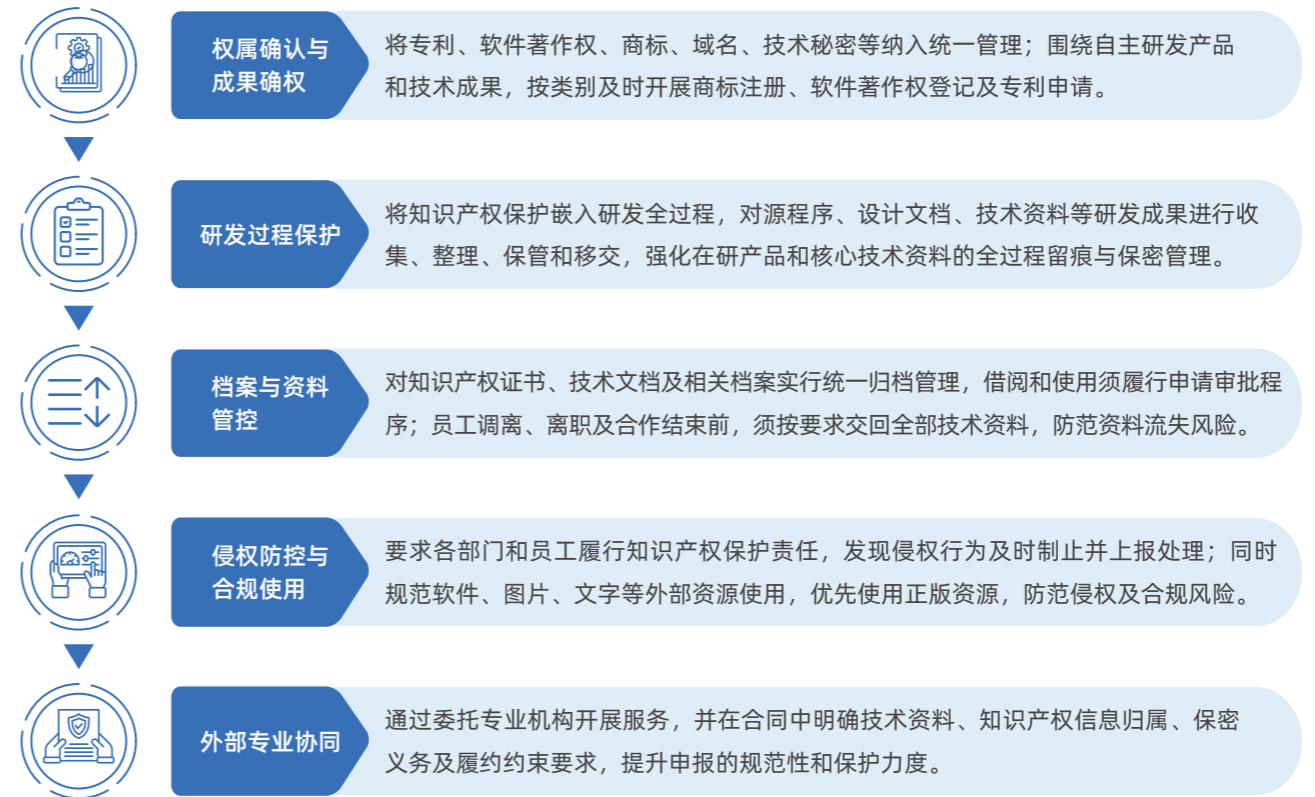 权属确认与
成果确权
将专利、软件著作权、商标、域名、技术秘密等纳入统一管理；围绕自主研发产品
和技术成果，按类别及时开展商标注册、软件著作权登记及专利申请。
研发过程保护
将知识产权保护嵌入研发全过程，对源程序、设计文档、技术资料等研发成果进行收
集、整理、保管和移交，强化在研产品和核心技术资料的全过程留痕与保密管理。
档案与资料
管控
对知识产权证书、技术文档及相关档案实行统一归档管理，借阅和使用须履行申请审批程
序；员工调离、离职及合作结束前，须按要求交回全部技术资料，防范资料流失风险。
侵权防控与
合规使用
要求各部门和员工履行知识产权保护责任，发现侵权行为及时制止并上报处理；同时
规范软件、图片、文字等外部资源使用，优先使用正版资源，防范侵权及合规风险。
外部专业协同
通过委托专业机构开展服务，并在合同中明确技术资料、知识产权信息归属、保密
义务及履约约束要求，提升申报的规范性和保护力度。